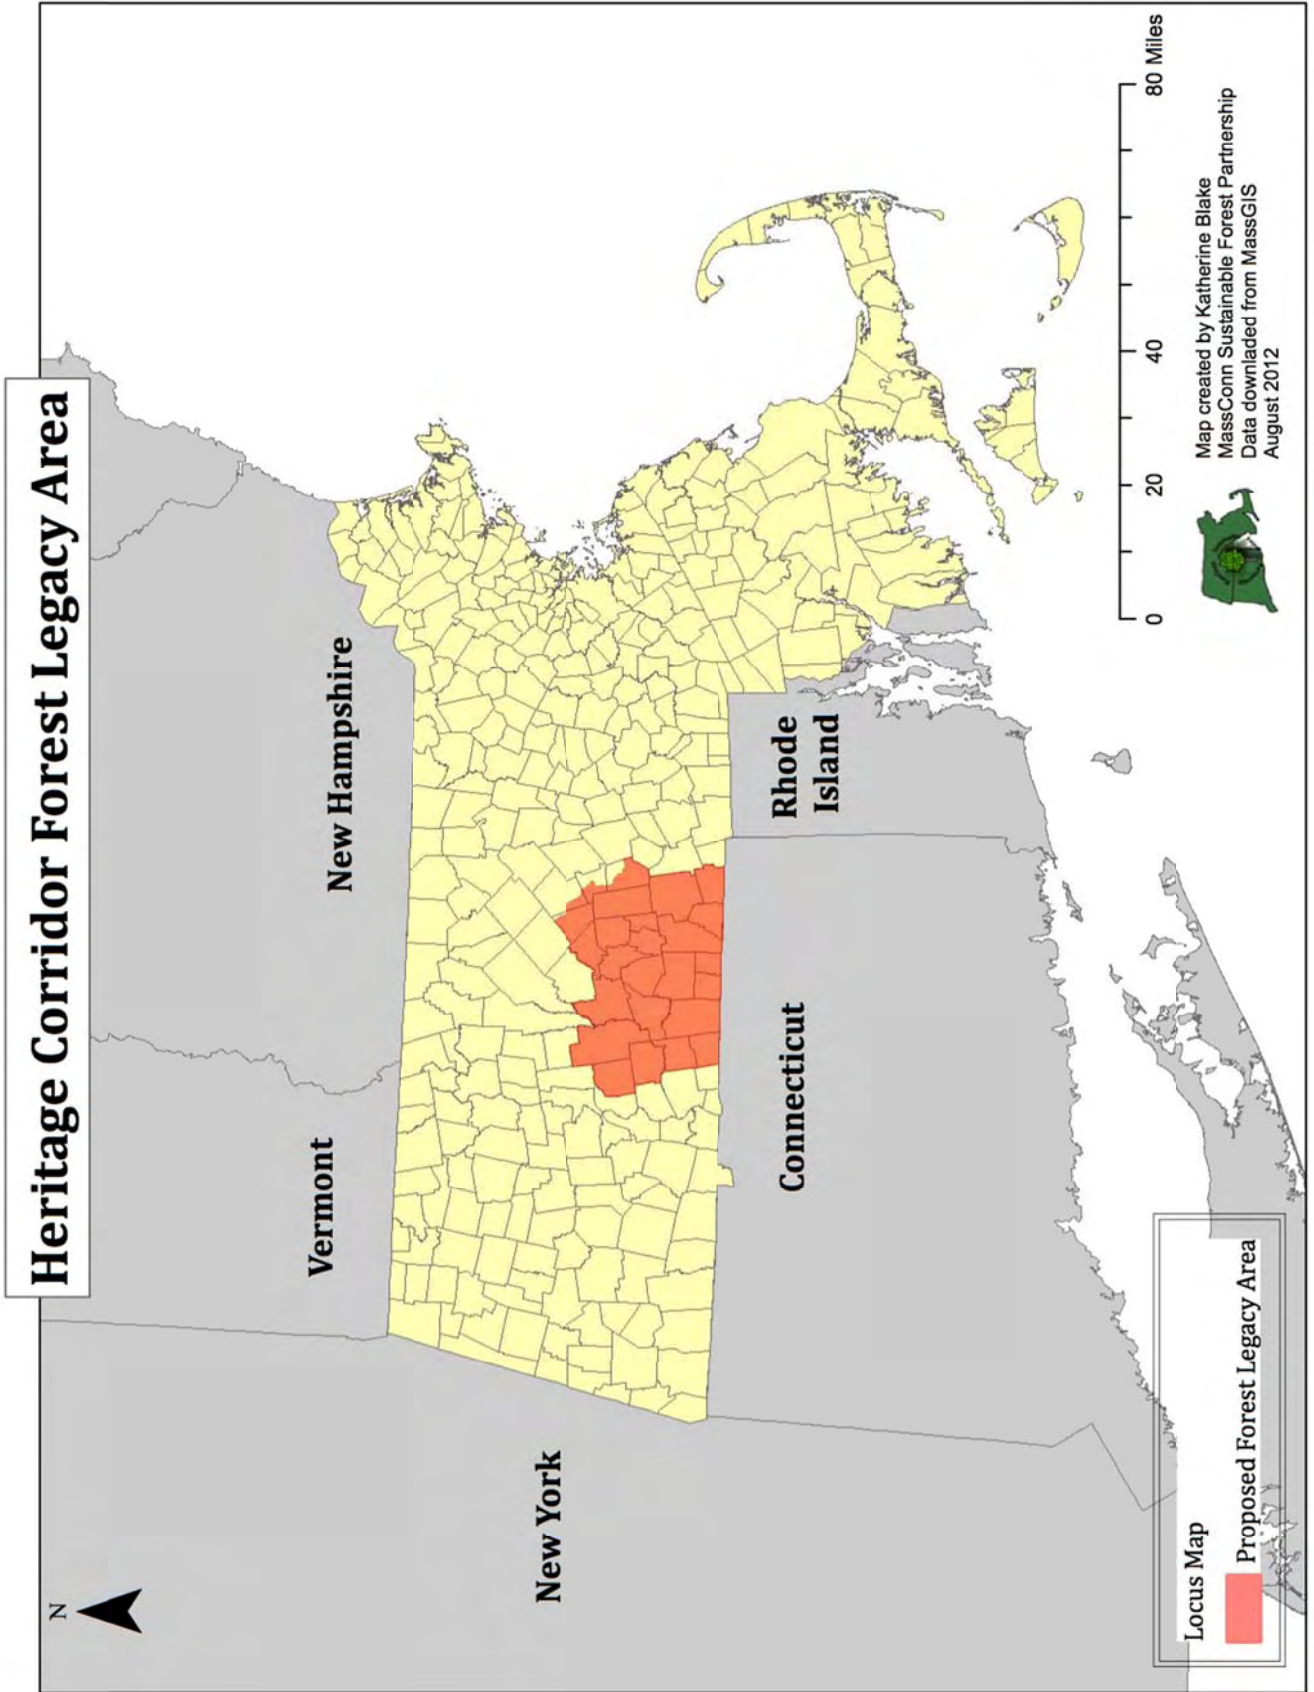 Heritage Corridor Forest Legacy Area
N
Vermont
New Hampshire
New York
Connecticut
Rhode
Island
Locus Map
Proposed Forest Legacy Area
0 20 40 80 Miles
Map created by Katherine Blake
MassConn Sustainable Forest Partnership
Data downladed from MassGIS
August 2012